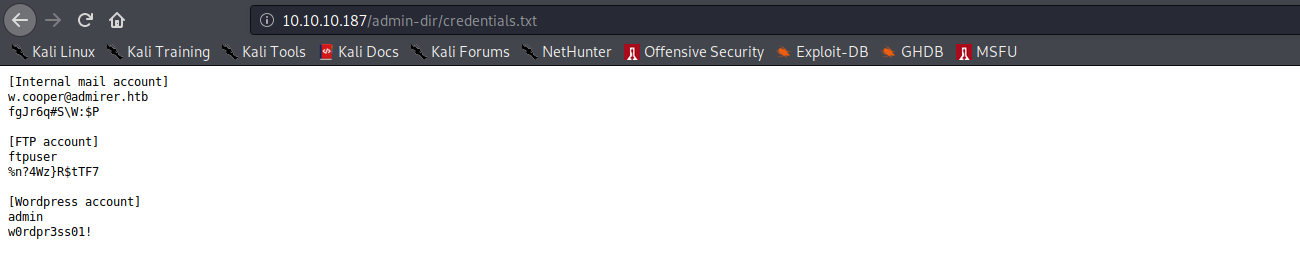 10.10.10.187/admin-dir/credentials.txt
Kali Linux Kali Training Kali Tools Kali Docs Kali Forums NetHunter Offensive Security Exploit-DB GHDB MSFU
[Internal mail account]
w.cooper@admirer.htb
fgJr6q#S\W:$P
[FTP account]
ftpuser
%n?4Wz}R$tTF7
[Wordpress account]
admin
w0rdpr3ss01!